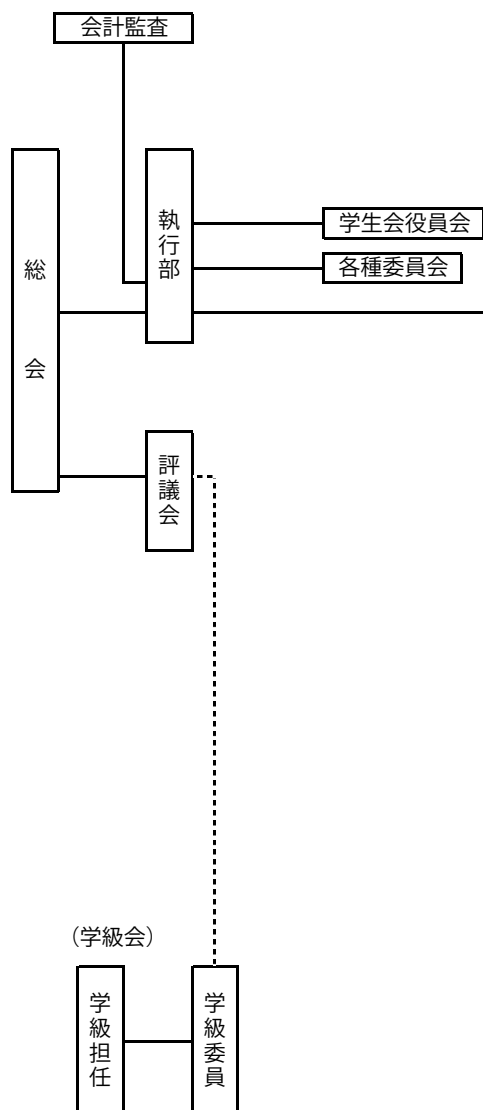 会計監査
総会
執行部
学生会役員会
各種委員会
評議会
（学級会）
学級担任
学級委員